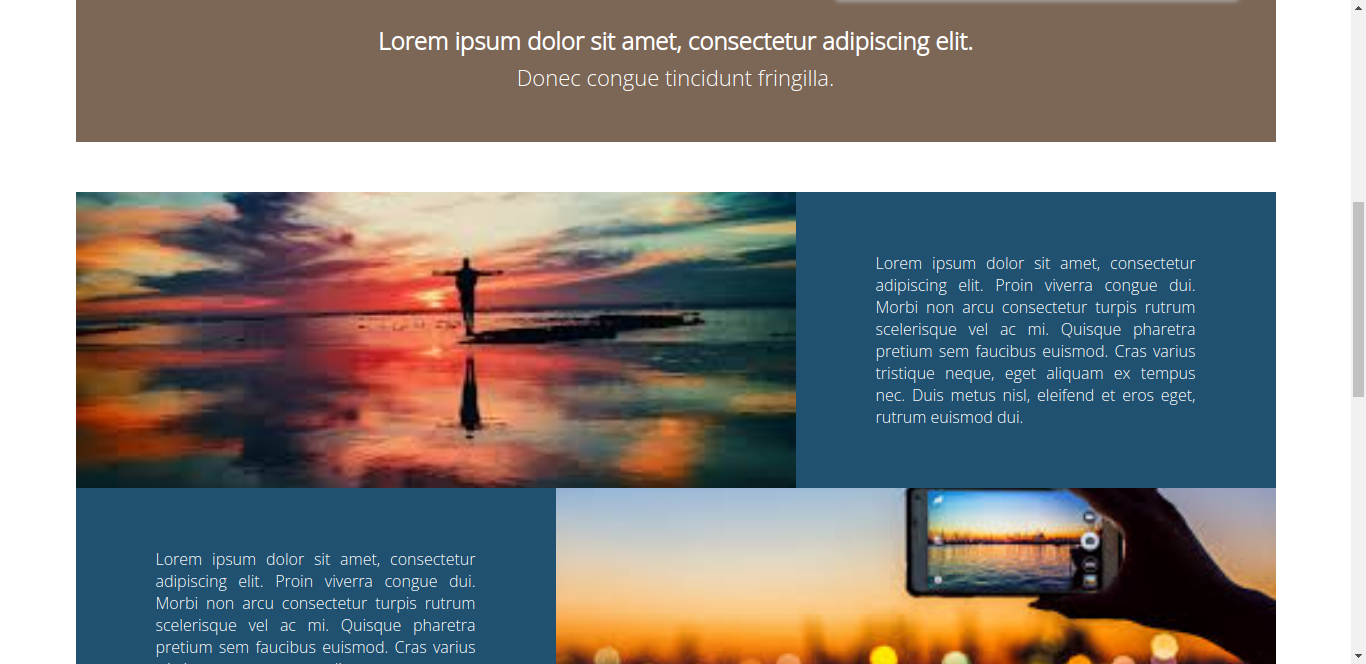 Lorem ipsum dolor sit amet, consectetur adipiscing elit.
Donec congue tincidunt fringilla.
Lorem ipsum dolor sit amet, consectetur
adipiscing elit. Proin viverra congue dui.
Morbi non arcu consectetur turpis rutrum
scelerisque vel ac mi. Quisque pharetra
pretium sem faucibus euismod. Cras varius
tristique neque, eget aliquam ex tempus
nec. Duis metus nisl, eleifend et eros eget,
rutrum euismod dui.
Lorem ipsum dolor sit amet, consectetur
adipiscing elit. Proin viverra congue dui.
Morbi non arcu consectetur turpis rutrum
scelerisque vel ac mi. Quisque pharetra
pretium sem faucibus euismod. Cras varius